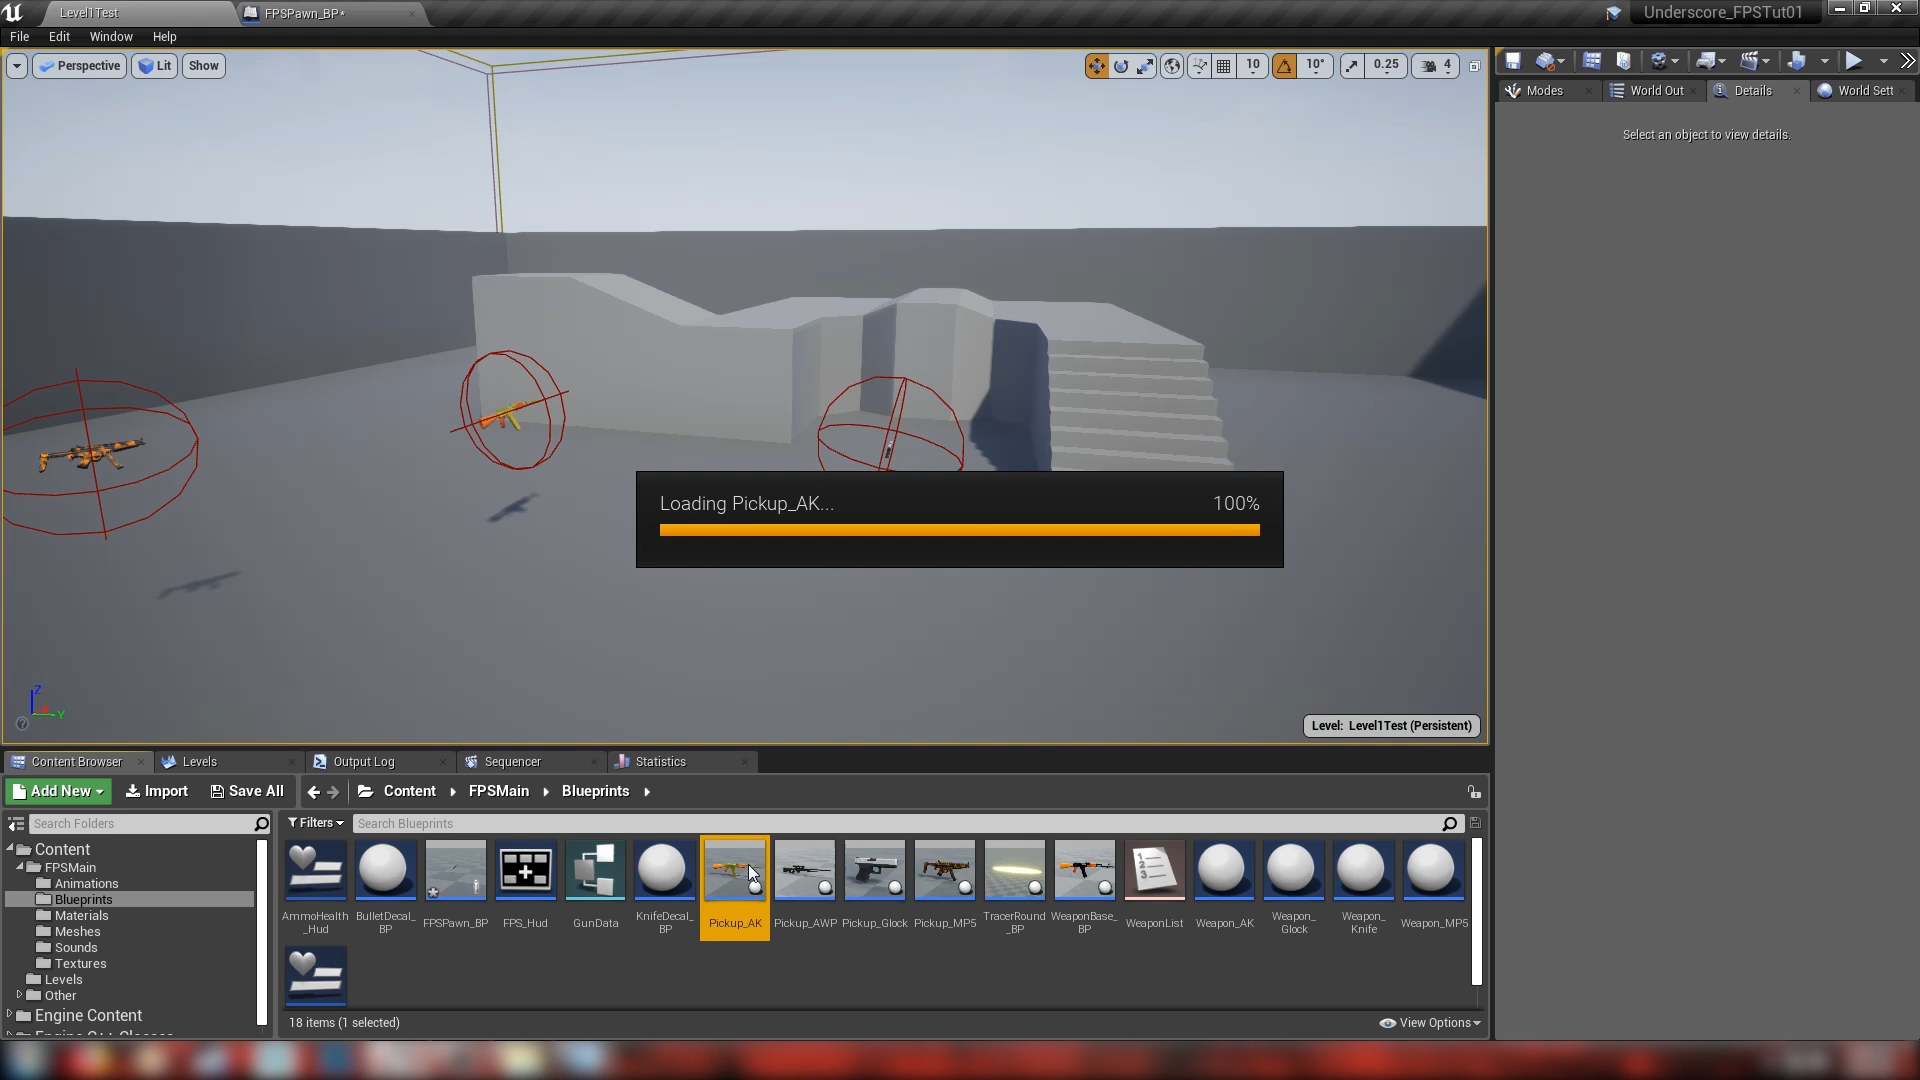 Level1Test
FPSPawn_BP*
Underscore_FPSTut01
File Edit Window Help
Perspective Lit Show
10 10° 0.25 4
Modes World Out Details World Sett
Select an object to view details.
Loading Pickup_AK... 100%
Z
Y
Level: Level1Test (Persistent)
Content Browser Levels Output Log Sequencer Statistics
Add New Import Save All Content FPSMain Blueprints
Search Folders
Filters Search Blueprints
Content
FPSMain
Animations
Blueprints
Materials
Meshes
Sounds
Textures
Levels
Other
Engine Content
AmmoHealth
_Hud
BulletDecal_
BP
FPSPawn_BP
FPS_Hud
GunData
KnifeDecal_
BP
Pickup_AK
Pickup_AWP
Pickup_Glock
Pickup_MP5
TracerRound
_BP
WeaponBase_
BP
WeaponList
Weapon_AK
Weapon_
Glock
Weapon_
Knife
Weapon_MP5
18 items (1 selected)
View Options